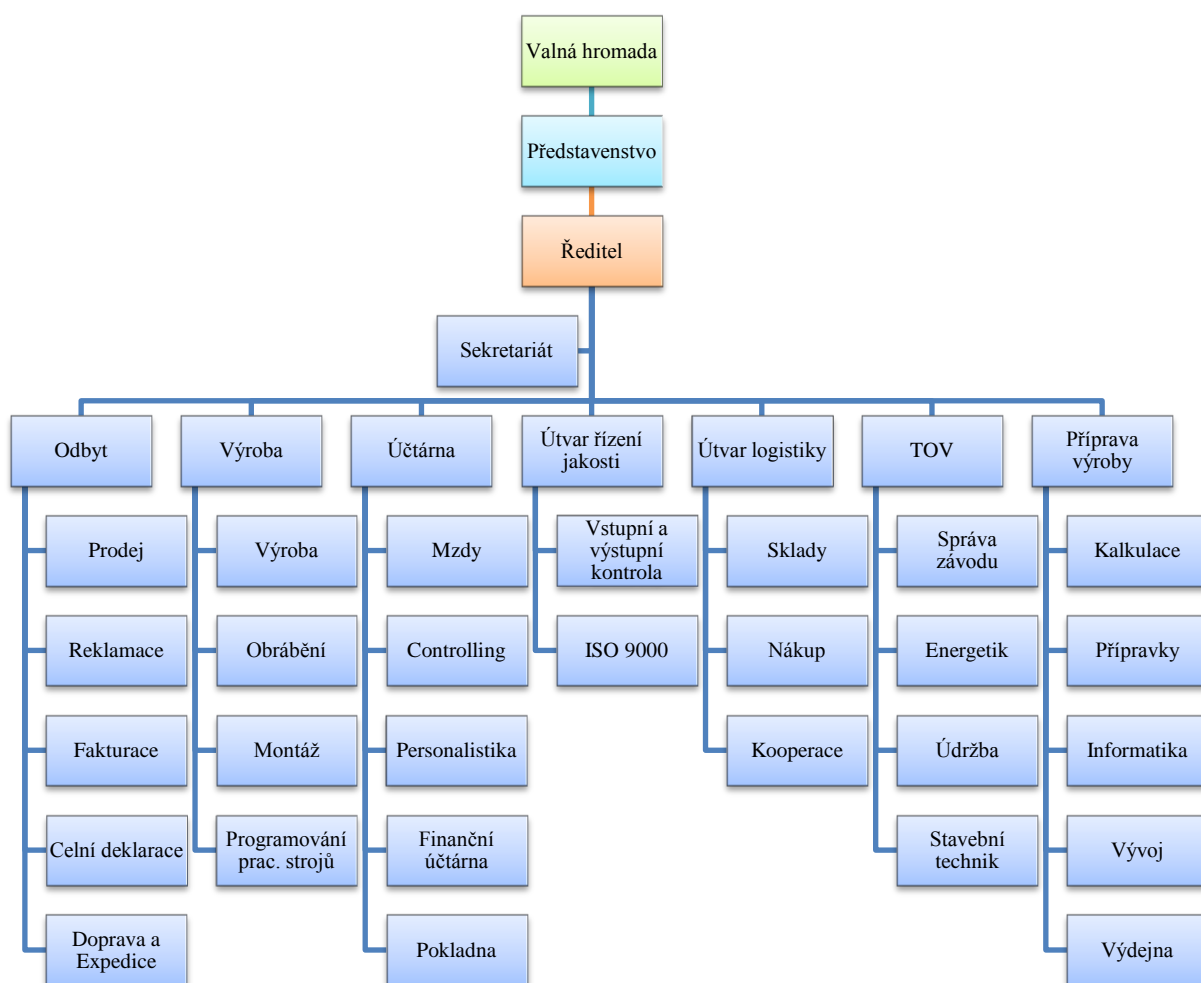 Valná hromada
Představenstvo
Ředitel
Sekretariát
Odbyt
Výroba
Účtárna
Útvar řízení
jakosti
Útvar logistiky
TOV
Příprava
výroby
Prodej
Výroba
Mzdy
Vstupní a
výstupní
kontrola
Sklady
Správa
závodu
Kalkulace
Reklamace
Obrábění
Controlling
ISO 9000
Nákup
Energetik
Přípravky
Fakturace
Montáž
Personalistika
Kooperace
Údržba
Informatika
Celní deklarace
Programování
prac. strojů
Finanční
účtárna
Stavební
technik
Vývoj
Doprava a
Expedice
Pokladna
Výdejna